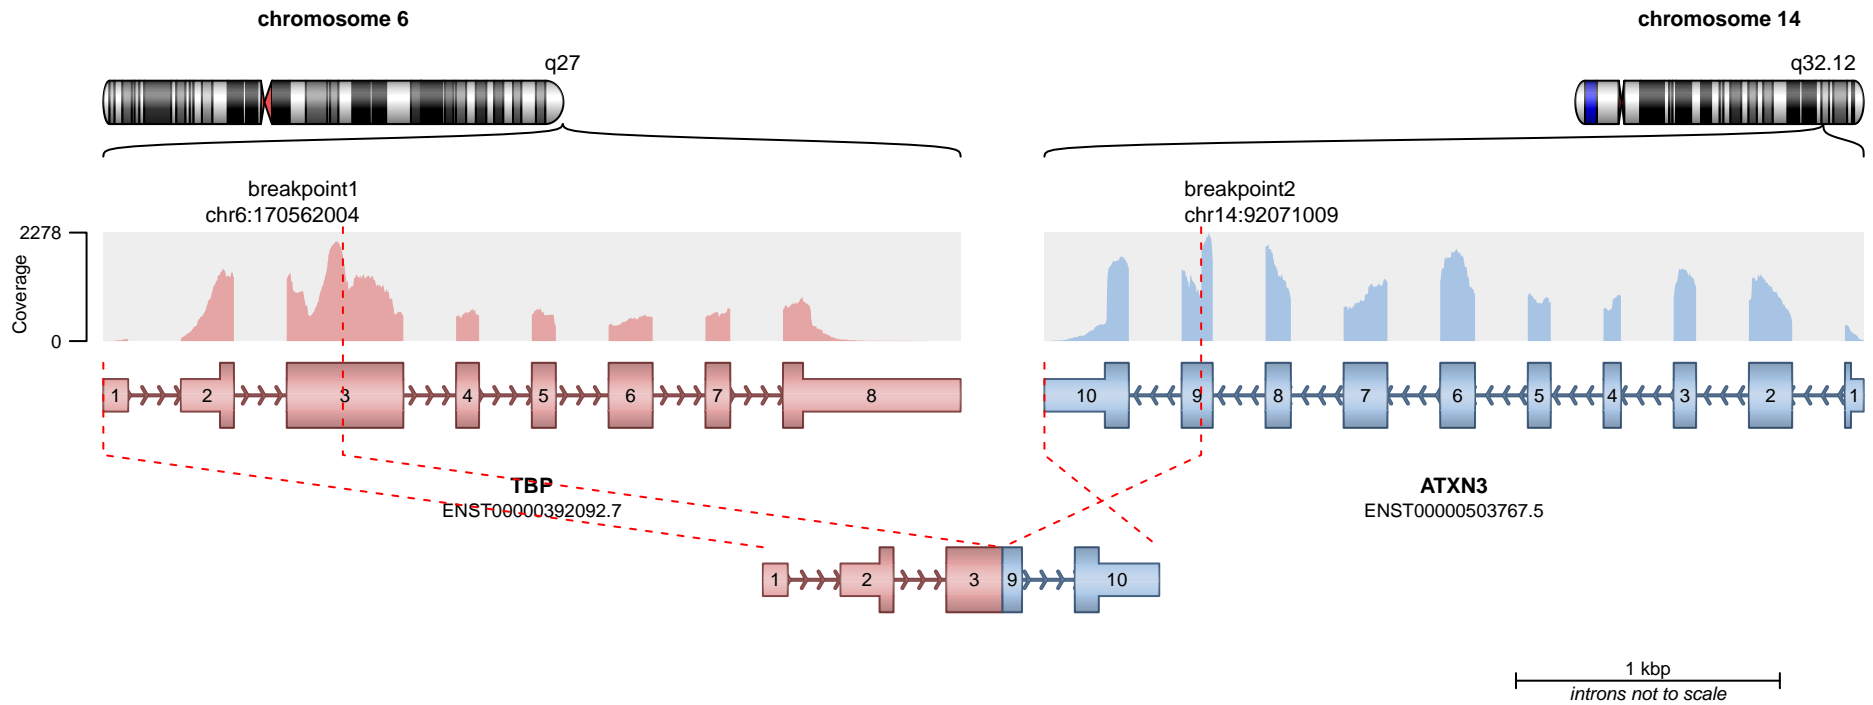 chromosome 6
chromosome 14
q27
q32.12
breakpoint1
chr6:170562004
breakpoint2
chr14:92071009
2278
Coverage
0
1 2 3 4 5 6 7 8
10 9 8 7 6 5 4 3 2 1
TBP
ENST00000392092.7
ATXN3
ENST00000503767.5
1 2 3 9 10
1 kbp
introns not to scale